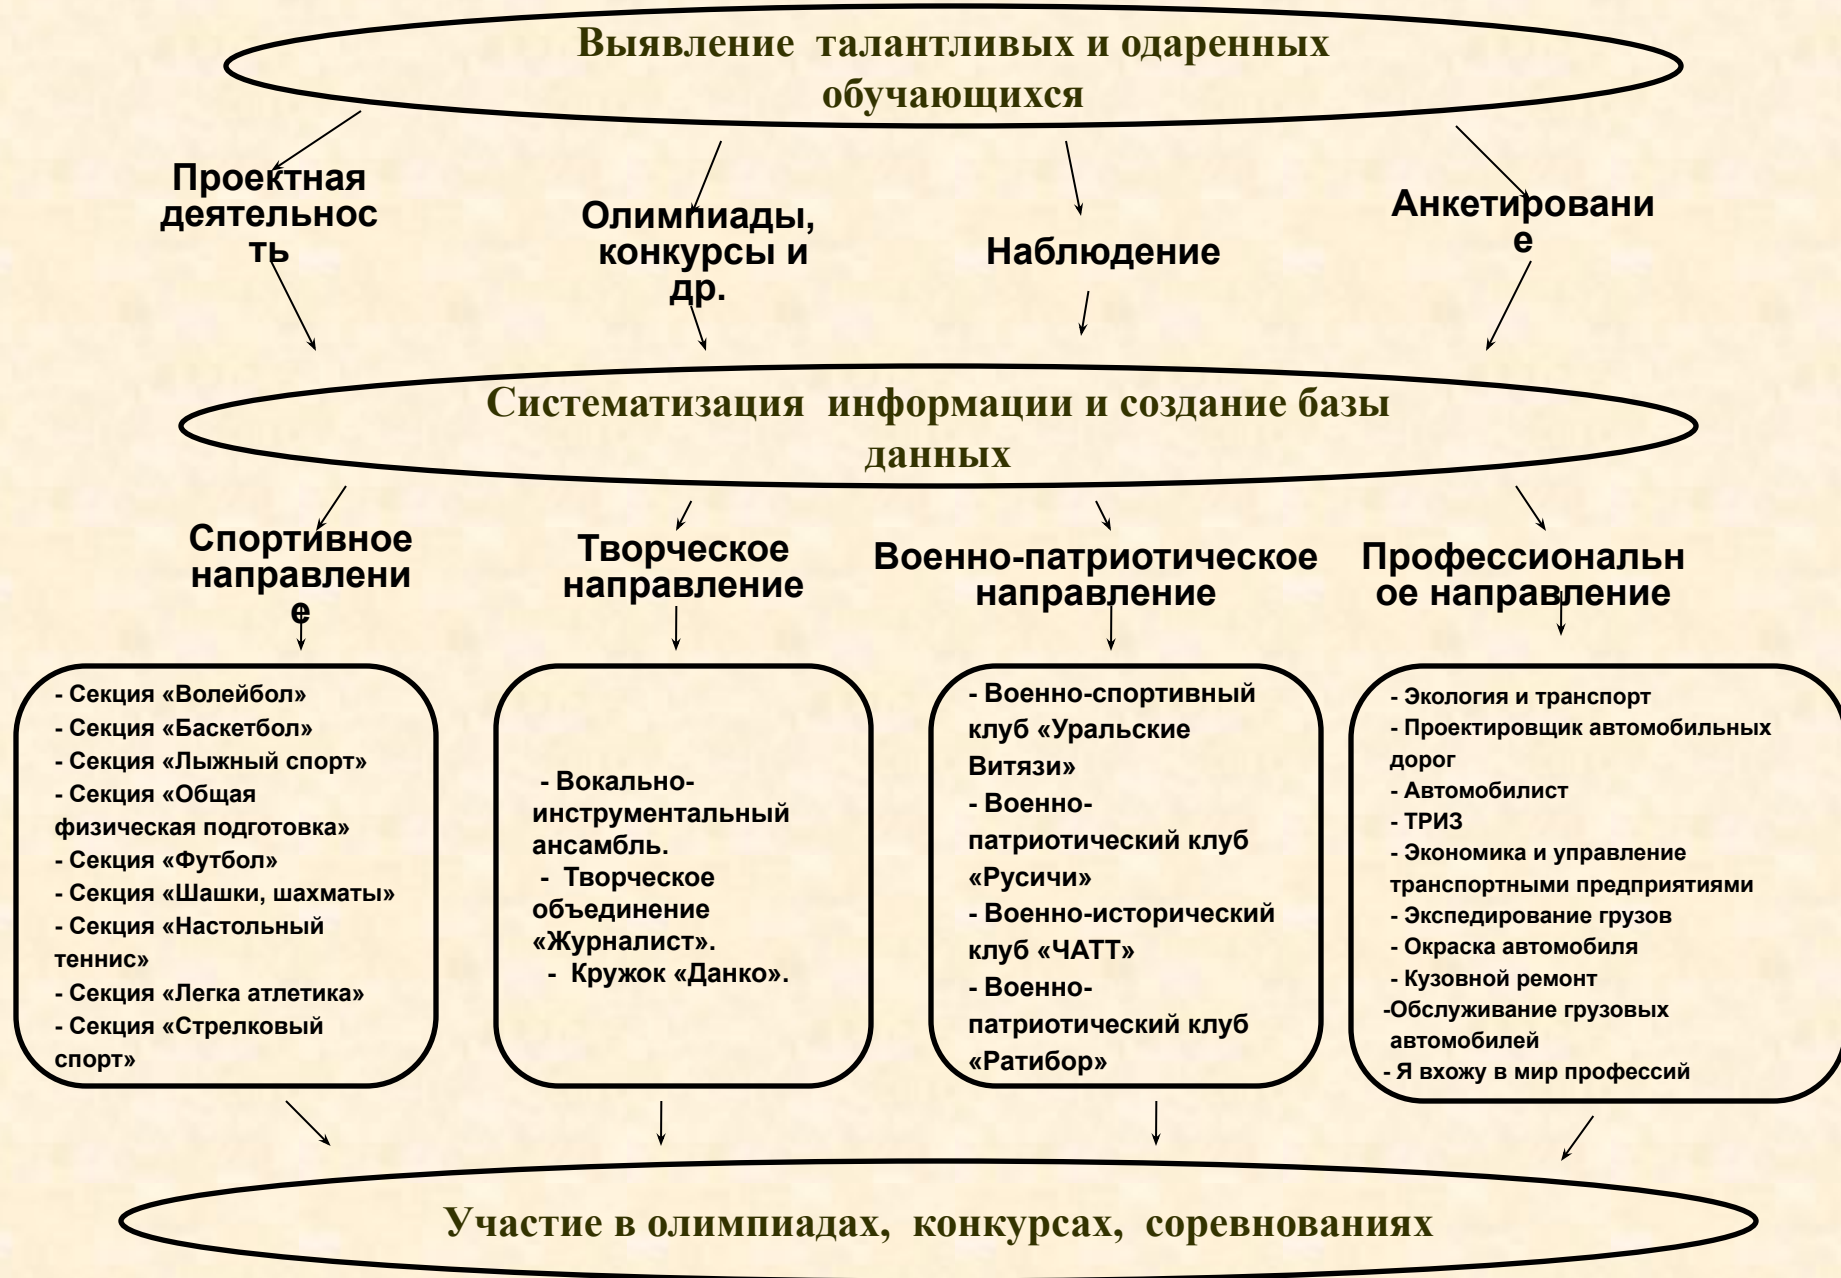 Выявление талантливых и одаренных
обучающихся
Проектная
деятельнос
ть
Олимпиады,
конкурсы и
др.
Наблюдение
Анкетировани
е
Систематизация информации и создание базы
данных
Спортивное
направлени
е
Творческое
направление
Военно-патриотическое
направление
Профессиональн
ое направление
- Секция «Волейбол»
- Секция «Баскетбол»
- Секция «Лыжный спорт»
- Секция «Общая
физическая подготовка»
- Секция «Футбол»
- Секция «Шашки, шахматы»
- Секция «Настольный
теннис»
- Секция «Легка атлетика»
- Секция «Стрелковый
спорт»
- Вокально-
инструментальный
ансамбль.
- Творческое
объединение
«Журналист».
- Кружок «Данко».
- Военно-спортивный
клуб «Уральские
Витязи»
- Военно-
патриотический клуб
«Русичи»
- Военно-исторический
клуб «ЧАТТ»
- Военно-
патриотический клуб
«Ратибор»
- Экология и транспорт
- Проектировщик автомобильных
дорог
- Автомобилист
- ТРИЗ
- Экономика и управление
транспортными предприятиями
- Экспедирование грузов
- Окраска автомобиля
- Кузовной ремонт
-Обслуживание грузовых
автомобилей
- Я вхожу в мир профессий
Участие в олимпиадах, конкурсах, соревнованиях